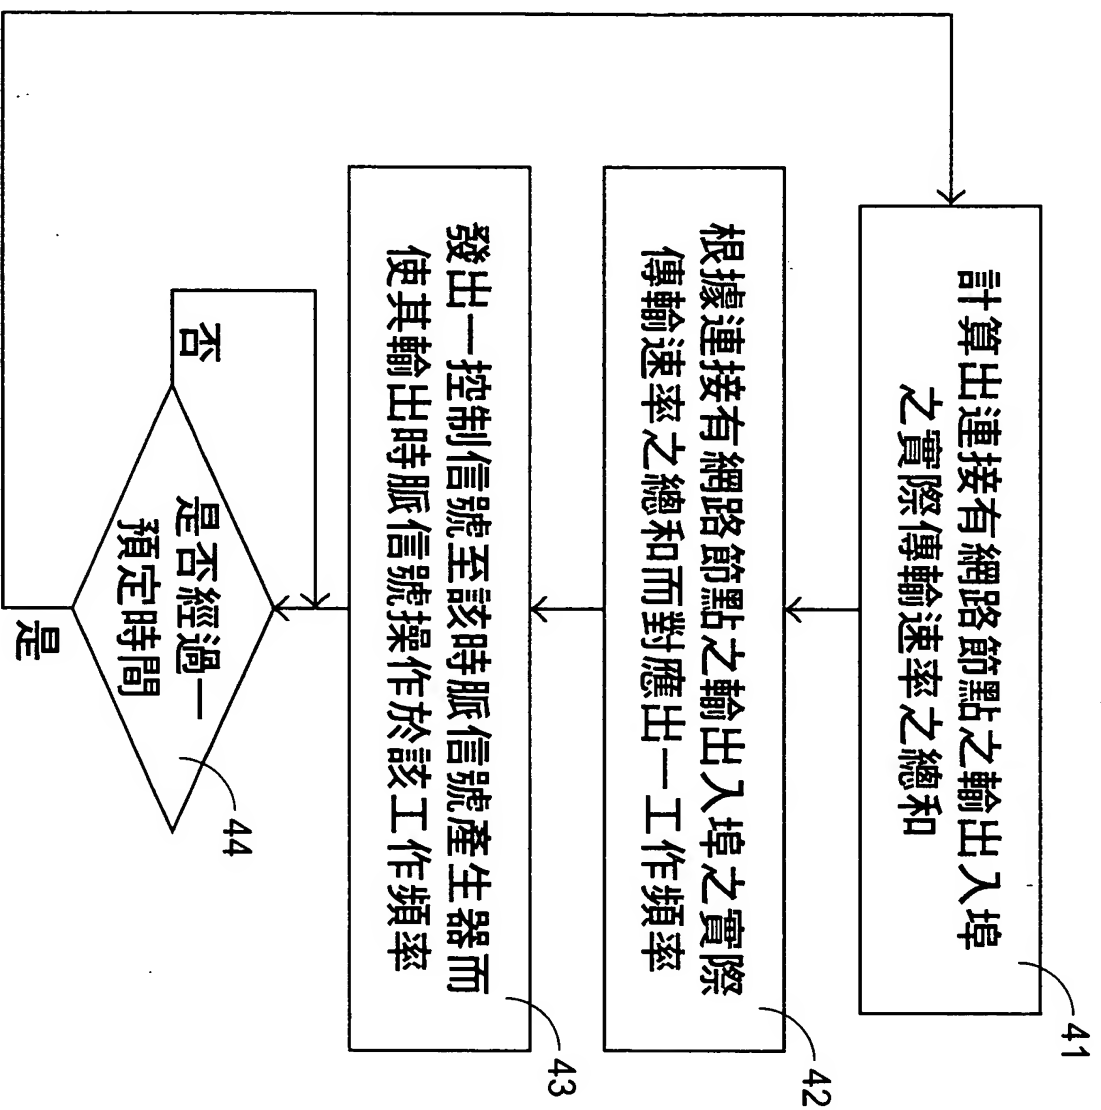 計算出連接有網路節點之輸出入埠
之實際傳輸速率之總和
41
根據連接有網路節點之輸出入埠之實際
傳輸速率之總和而對應出一工作頻率
42
發出一控制信號至該時脈信號產生器而
使其輸出時脈信號操作於該工作頻率
43
否
是否經過一
預定時間
44
是